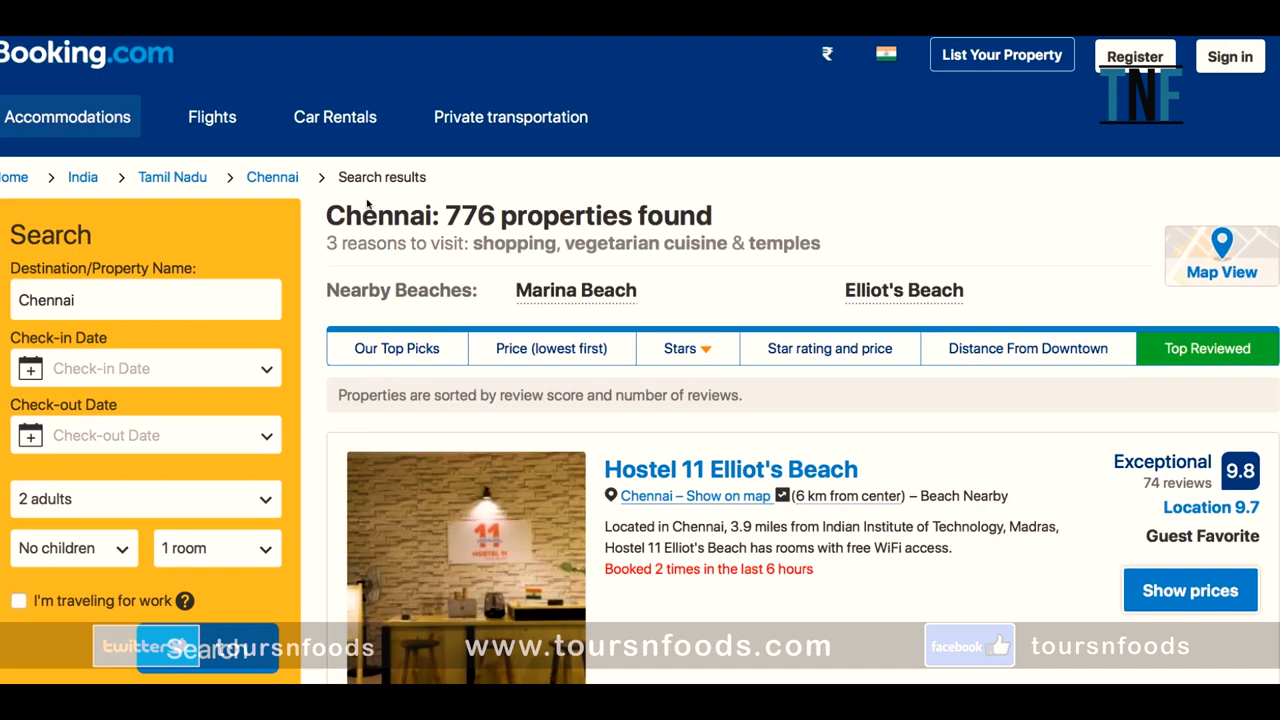 Booking.com
₹
List Your Property
Register
Sign in
TNF
Accommodations
Flights
Car Rentals
Private transportation
ome > India > Tamil Nadu > Chennai > Search results
Search
Destination/Property Name:
Chennai
Check-in Date
Check-in Date
Check-out Date
Check-out Date
2 adults
No children
1 room
I'm traveling for work ?
Search
Chennai: 776 properties found
3 reasons to visit: shopping, vegetarian cuisine & temples
Map View
Nearby Beaches: Marina Beach Elliot's Beach
Our Top Picks
Price (lowest first)
Stars
Star rating and price
Distance From Downtown
Top Reviewed
Properties are sorted by review score and number of reviews.
11
HOSTEL 11
Hostel 11 Elliot's Beach
Chennai – Show on map (6 km from center) – Beach Nearby
Located in Chennai, 3.9 miles from Indian Institute of Technology, Madras,
Hostel 11 Elliot's Beach has rooms with free WiFi access.
Booked 2 times in the last 6 hours
Exceptional 9.8
74 reviews
Location 9.7
Guest Favorite
Show prices
twitter toursnfoods
www.toursnfoods.com
facebook toursnfoods